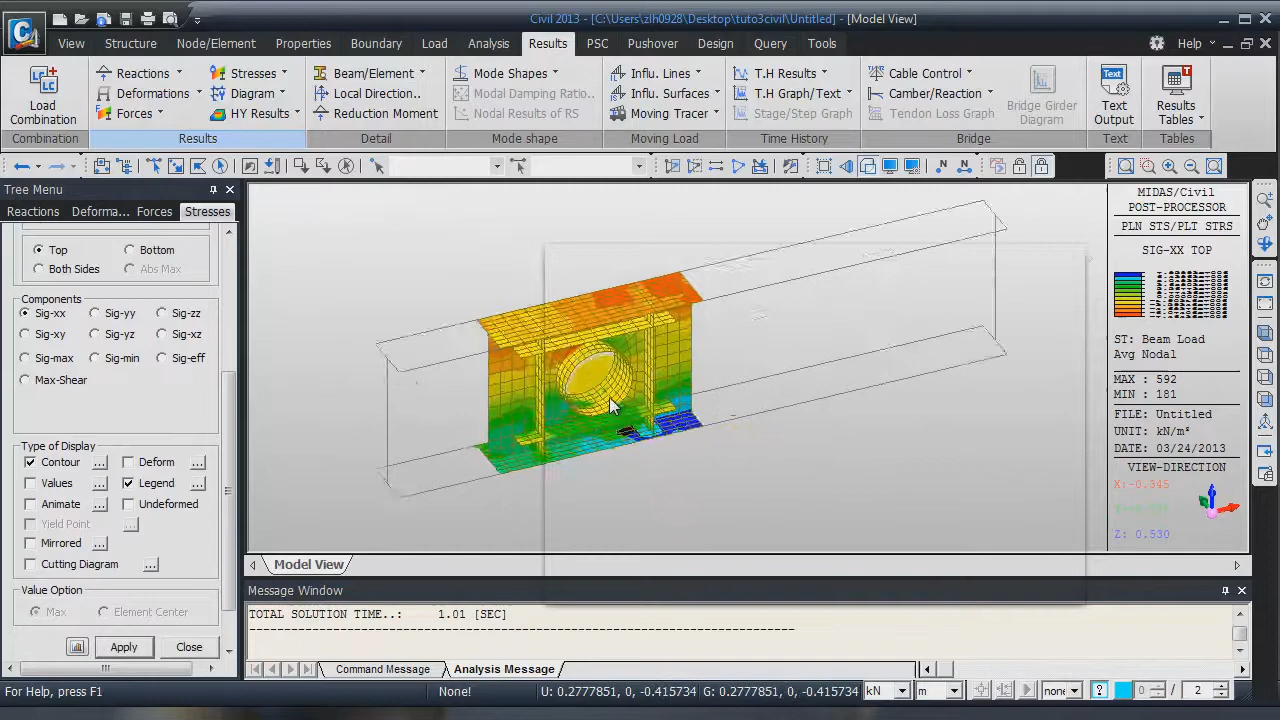 Civil 2013 - [C:\Users\zlh0928\Desktop\tuto3civil\Untitled] - [Model View]
View Structure Node/Element Properties Boundary Load Analysis Results PSC Pushover Design Query Tools Help
Load Combination
Reactions
Deformations
Forces
Stresses
Diagram
HY Results
Beam/Element
Local Direction..
Reduction Moment
Mode Shapes
Modal Damping Ratio..
Nodal Results of RS
Influ. Lines
Influ. Surfaces
Moving Tracer
T.H Results
T.H Graph/Text
Stage/Step Graph
Cable Control
Camber/Reaction
Tendon Loss Graph
Bridge Girder Diagram
Text Output
Results Tables
Combination Results Detail Mode shape Moving Load Time History Bridge Text Tables
Tree Menu
Reactions Deforma... Forces Stresses
Top Bottom
Both Sides Abs Max
Components
Sig-xx Sig-yy Sig-zz
Sig-xy Sig-yz Sig-xz
Sig-max Sig-min Sig-eff
Max-Shear
Type of Display
Contour ... Deform ...
Values ... Legend ...
Animate ... Undeformed
Yield Point ...
Mirrored ...
Cutting Diagram ...
Value Option
Max Element Center
Apply Close
MIDAS/Civil
POST-PROCESSOR
PLN STS/PLT STRS
SIG-XX TOP
ST: Beam Load
Avg Nodal
MAX : 592
MIN : 181
FILE: Untitled
UNIT: kN/m²
DATE: 03/24/2013
VIEW-DIRECTION
X:-0.345
Z: 0.530
Model View
Message Window
TOTAL SOLUTION TIME..: 1.01 [SEC]
Command Message Analysis Message
For Help, press F1
None!
U: 0.2777851, 0, -0.415734 G: 0.2777851, 0, -0.415734
kN m none ? 0 / 2